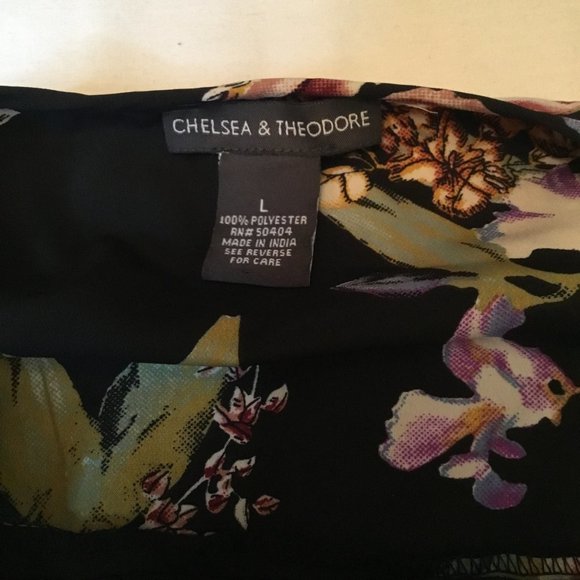 CHELSEA & THEODORE
L
100% POLYESTER
RN# 50404
MADE IN INDIA
SEE REVERSE
FOR CARE